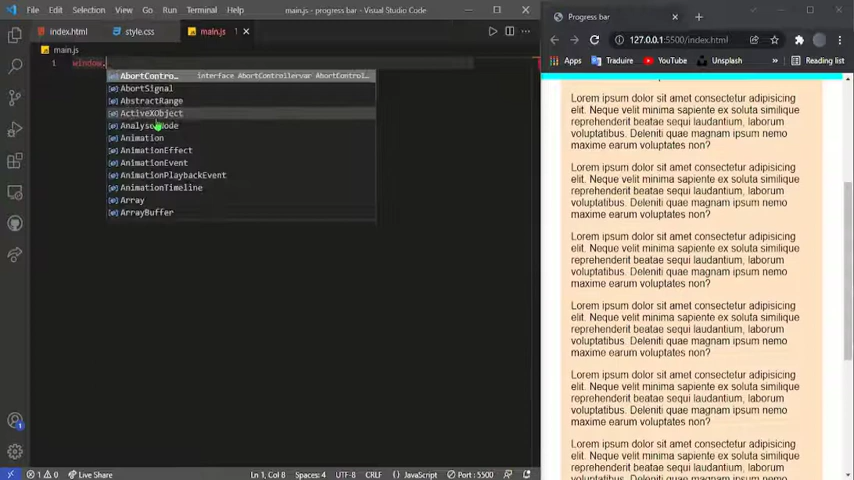 File Edit Selection View Go Run Terminal Help main.js - progress bar - Visual Studio Code
index.html style.css main.js 1
main.js
1 window.
AbortContro... interface AbortControllervar AbortControl...
AbortSignal
AbstractRange
ActiveXObject
AnalyserNode
Animation
AnimationEffect
AnimationEvent
AnimationPlaybackEvent
AnimationTimeline
Array
ArrayBuffer
1
1 0 Live Share Ln 1, Col 8 Spaces: 4 UTF-8 CRLF JavaScript Port : 5500
Progress bar
127.0.0.1:5500/index.html
Apps Traduire YouTube Unsplash Reading list
Lorem ipsum dolor sit amet consectetur adipisicing
elit. Neque velit minima sapiente ex soluta similique
reprehenderit beatae sequi laudantium, laboriosam
voluptatibus. Deleniti quae magnam ipsum nemo
maxime earum voluptates non?
Lorem ipsum dolor sit amet consectetur adipisicing
elit. Neque velit minima sapiente ex soluta similique
reprehenderit beatae sequi laudantium, laboriosam
voluptatibus. Deleniti quae magnam ipsum nemo
maxime earum voluptates non?
Lorem ipsum dolor sit amet consectetur adipisicing
elit. Neque velit minima sapiente ex soluta similique
reprehenderit beatae sequi laudantium, laboriosam
voluptatibus. Deleniti quae magnam ipsum nemo
maxime earum voluptates non?
Lorem ipsum dolor sit amet consectetur adipisicing
elit. Neque velit minima sapiente ex soluta similique
reprehenderit beatae sequi laudantium, laboriosam
voluptatibus. Deleniti quae magnam ipsum nemo
maxime earum voluptates non?
Lorem ipsum dolor sit amet consectetur adipisicing
elit. Neque velit minima sapiente ex soluta similique
reprehenderit beatae sequi laudantium, laboriosam
voluptatibus. Deleniti quae magnam ipsum nemo
maxime earum voluptates non?
Lorem ipsum dolor sit amet consectetur adipisicing
elit. Neque velit minima sapiente ex soluta similique
reprehenderit beatae sequi laudantium, laboriosam